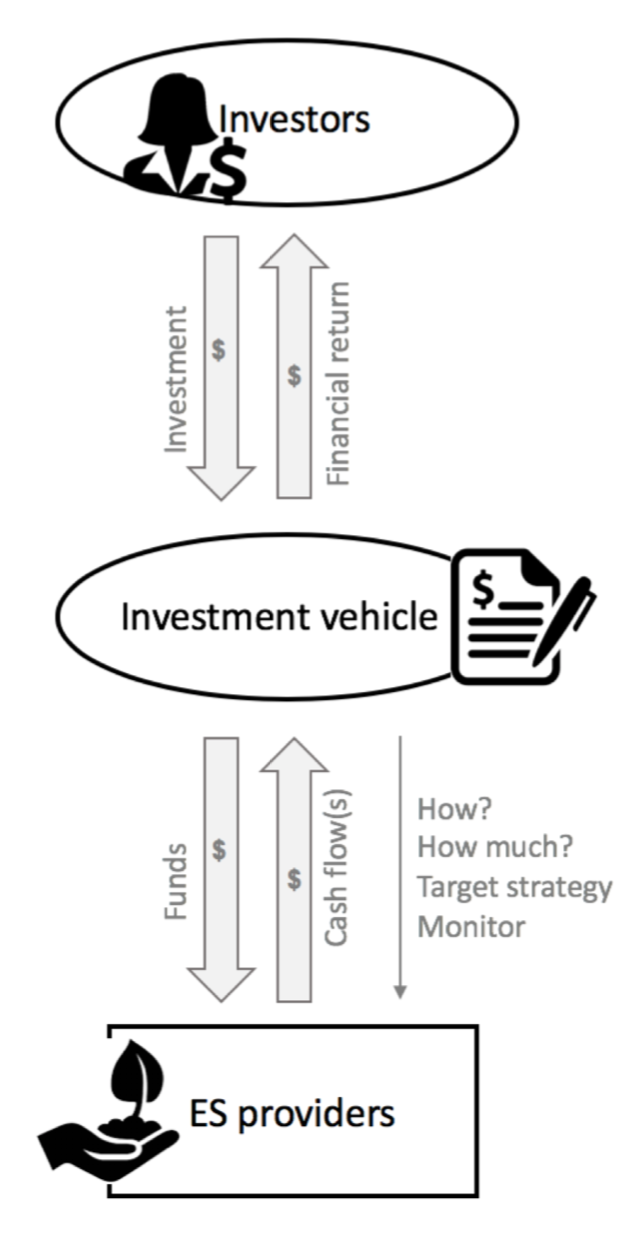 Investors
$
Investment
$
$
Financial return
Investment vehicle
$
Funds
$
$
Cash flow(s)
How?
How much?
Target strategy
Monitor
ES providers